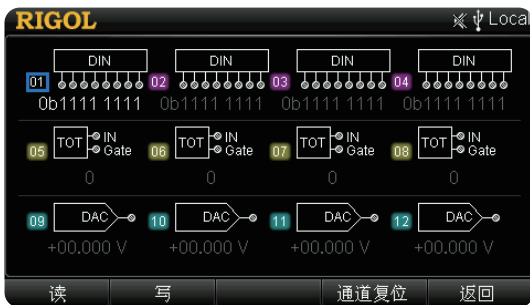 RIGOL Local
DIN DIN DIN DIN
01 02 03 04
0b1111 1111 0b1111 1111 0b1111 1111 0b1111 1111
TOT IN TOT IN TOT IN TOT IN
05 Gate 06 Gate 07 Gate 08 Gate
0 0 0 0
09 DAC 10 DAC 11 DAC 12 DAC
+00.000 V +00.000 V +00.000 V +00.000 V
读 写 通道复位 返回